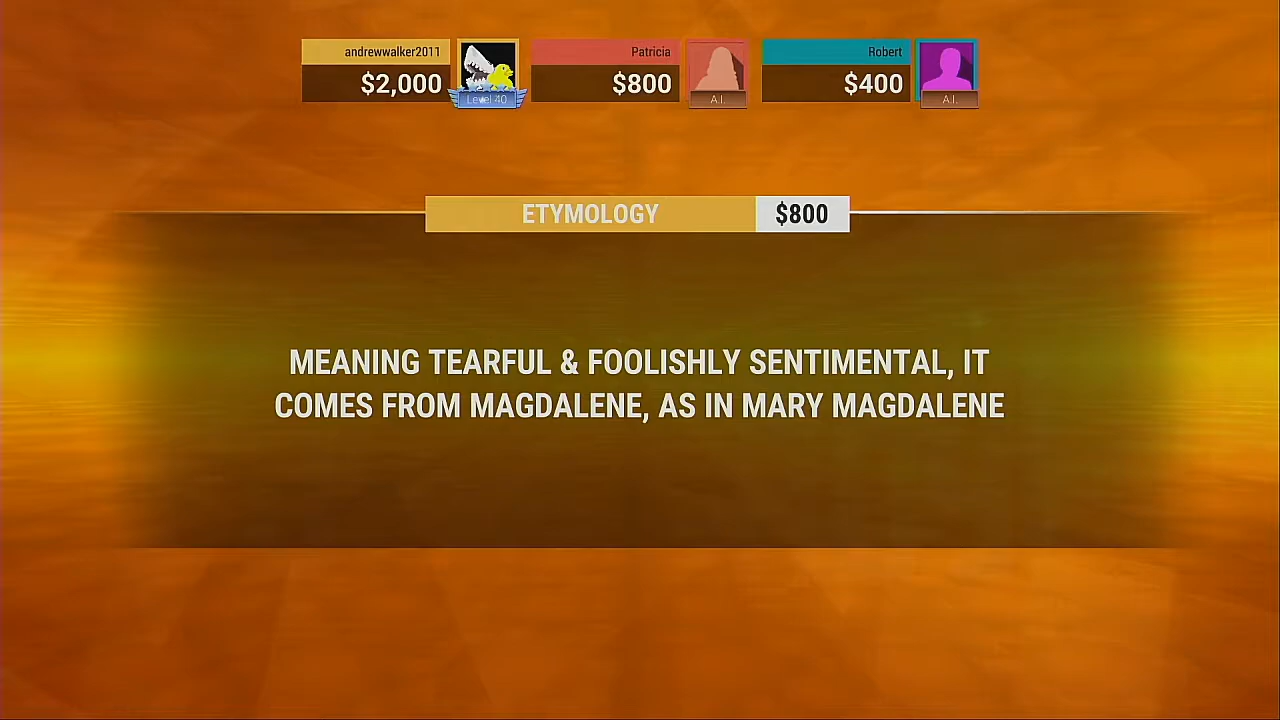 andrewwalker2011 Patricia Robert
$2,000 $800 $400
Level 40 A.I. A.I.
ETYMOLOGY $800
MEANING TEARFUL & FOOLISHLY SENTIMENTAL, IT
COMES FROM MAGDALENE, AS IN MARY MAGDALENE